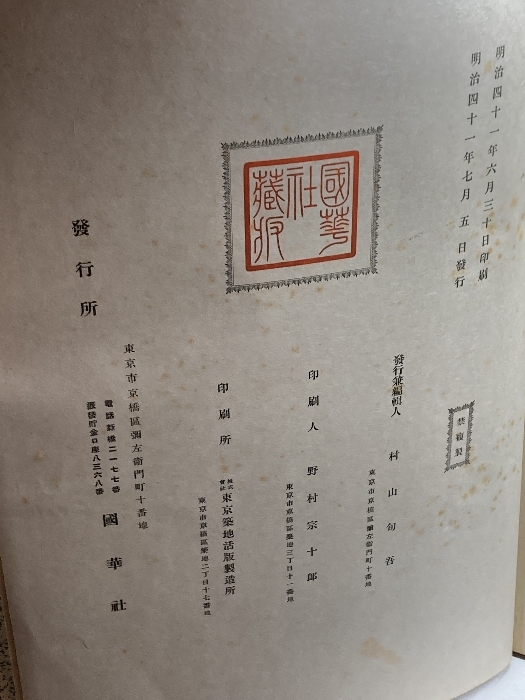 明治四十一年六月三十日印刷
明治四十一年七月五日發行
禁複製
國華社藏版
發行兼編輯人 村山旬吾
東京市京橋區彌左衞門町十番地
印刷人 野村宗十郎
東京市京橋區築地三丁目十一番地
印刷所 株式會社 東京築地活版製造所
東京市京橋區築地二丁目十七番地
東京市京橋區彌左衞門町十番地
發行所 國華社
電話新橋二一七七番
振替貯金口座八三六八番